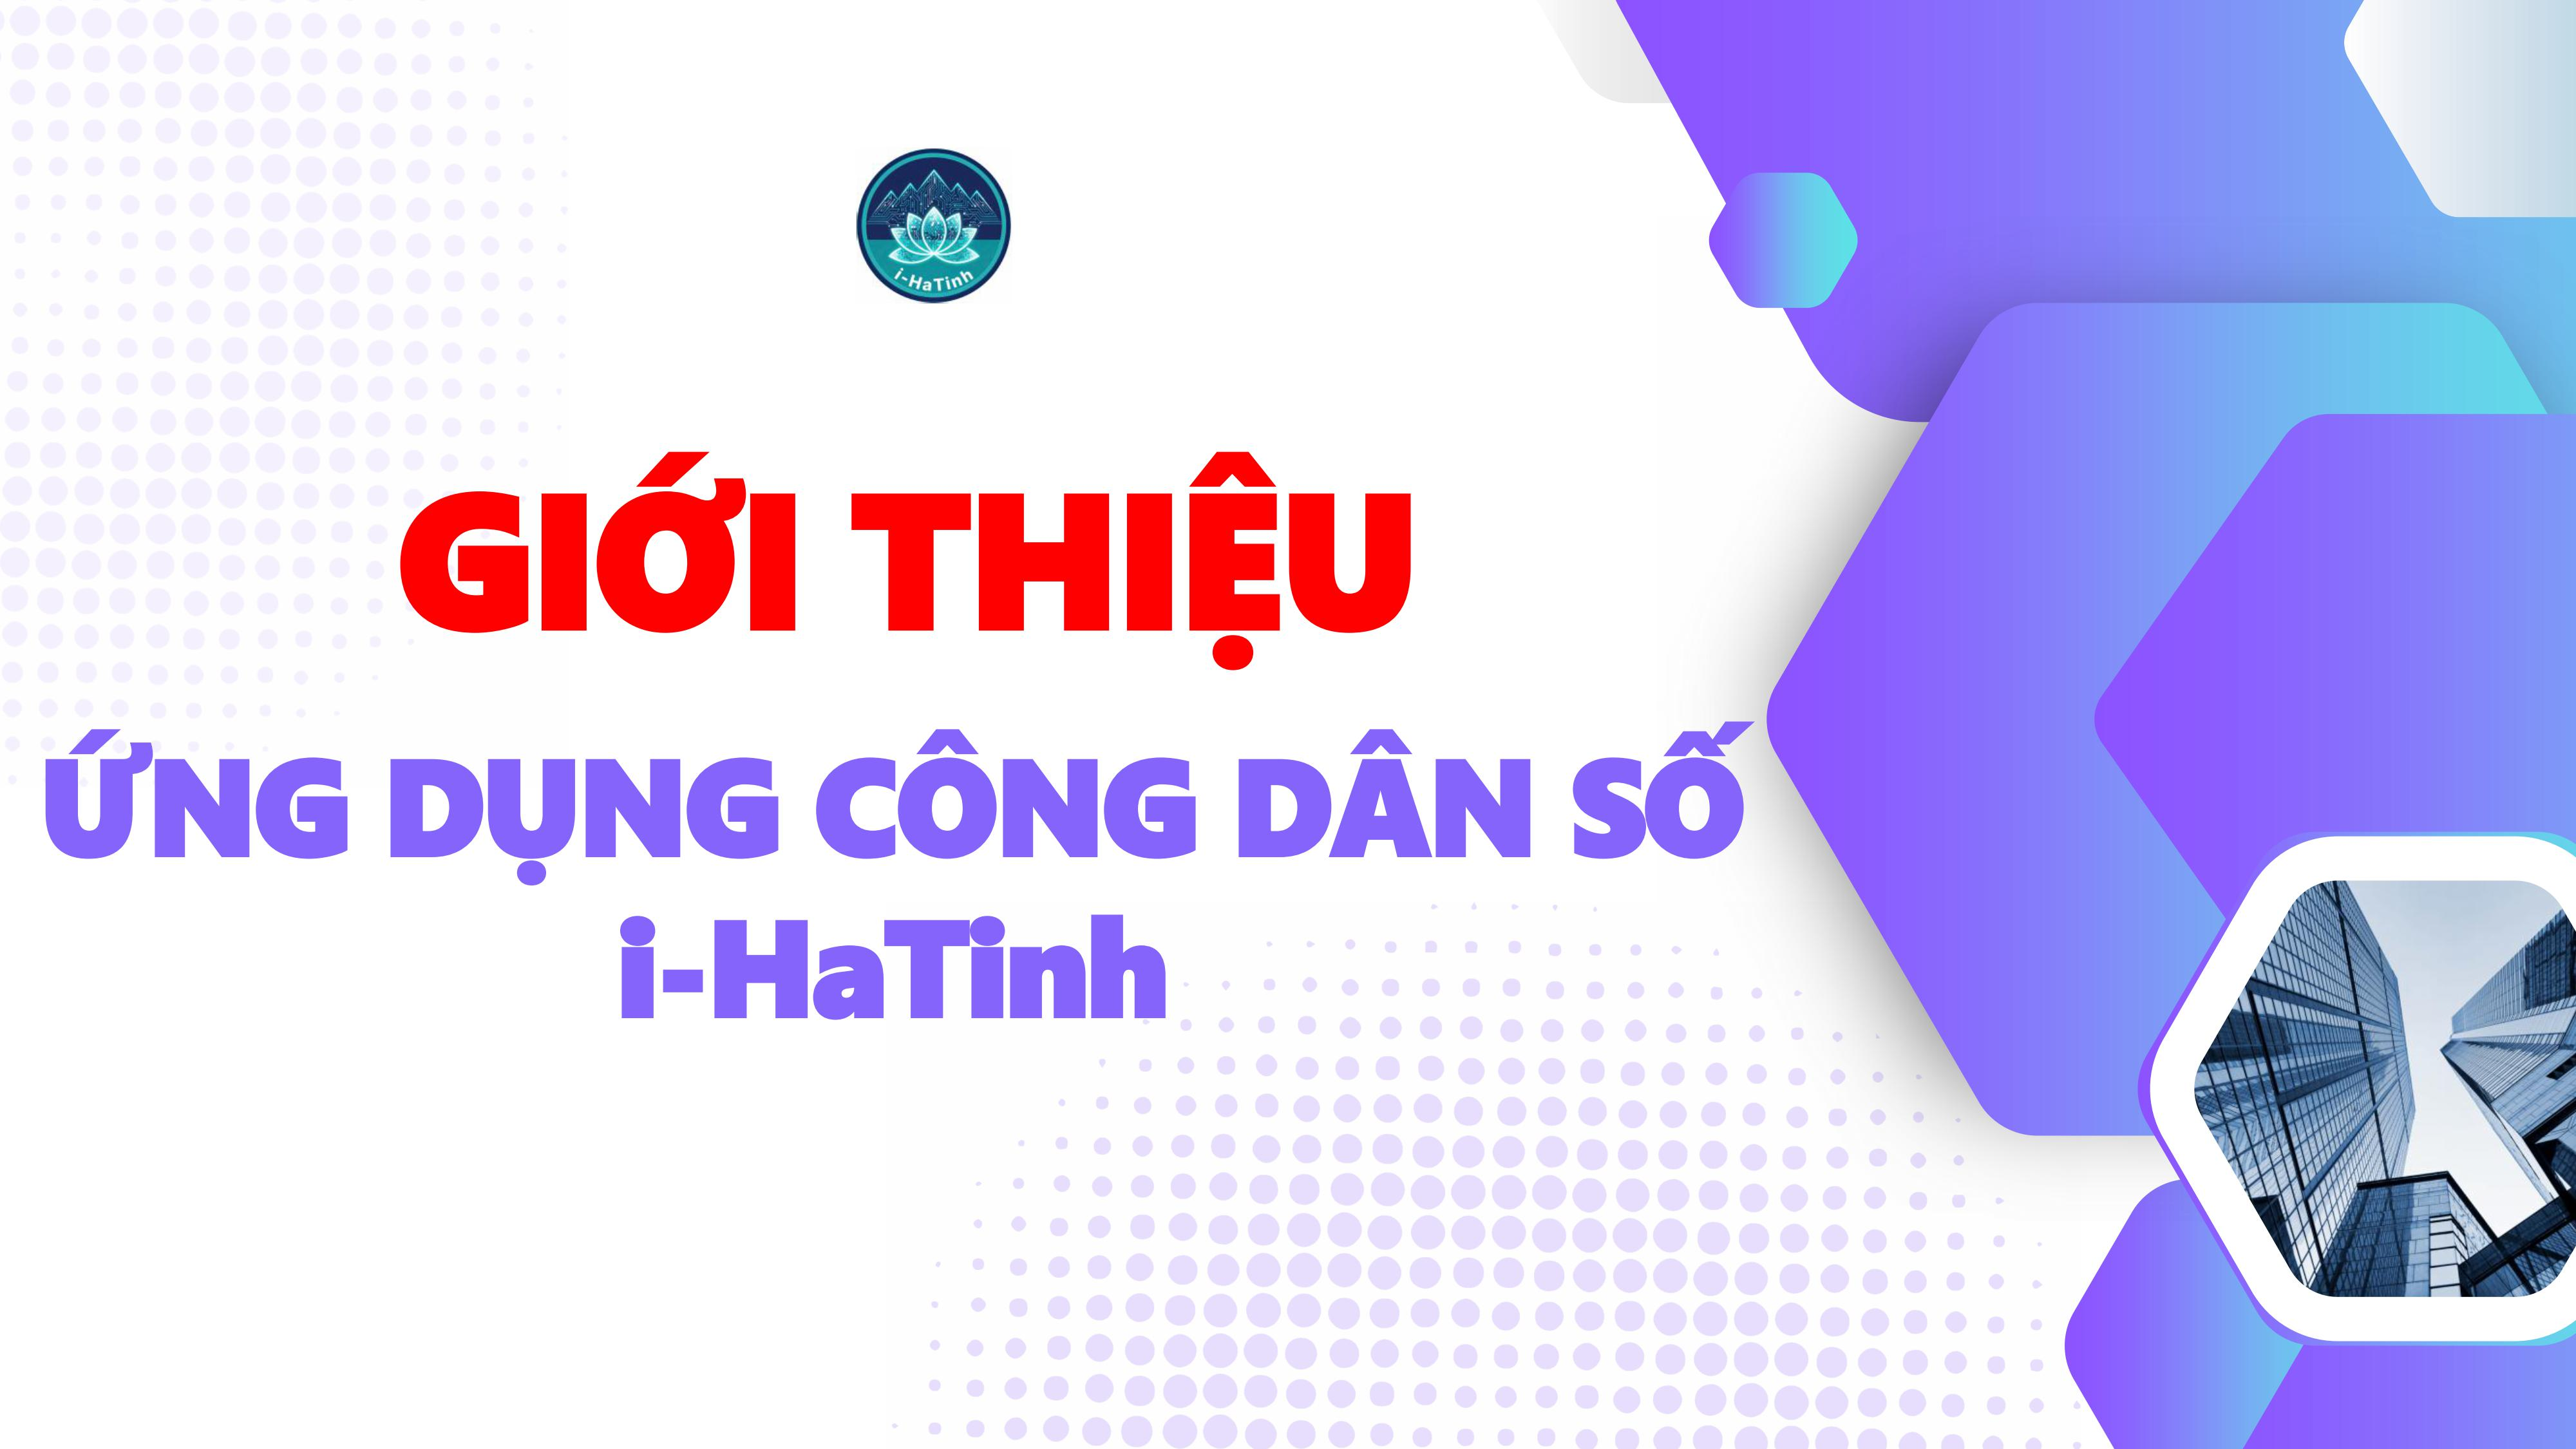 i-HaTinh
GIỚI THIỆU
ỨNG DỤNG CÔNG DÂN SỐ
i-HaTinh